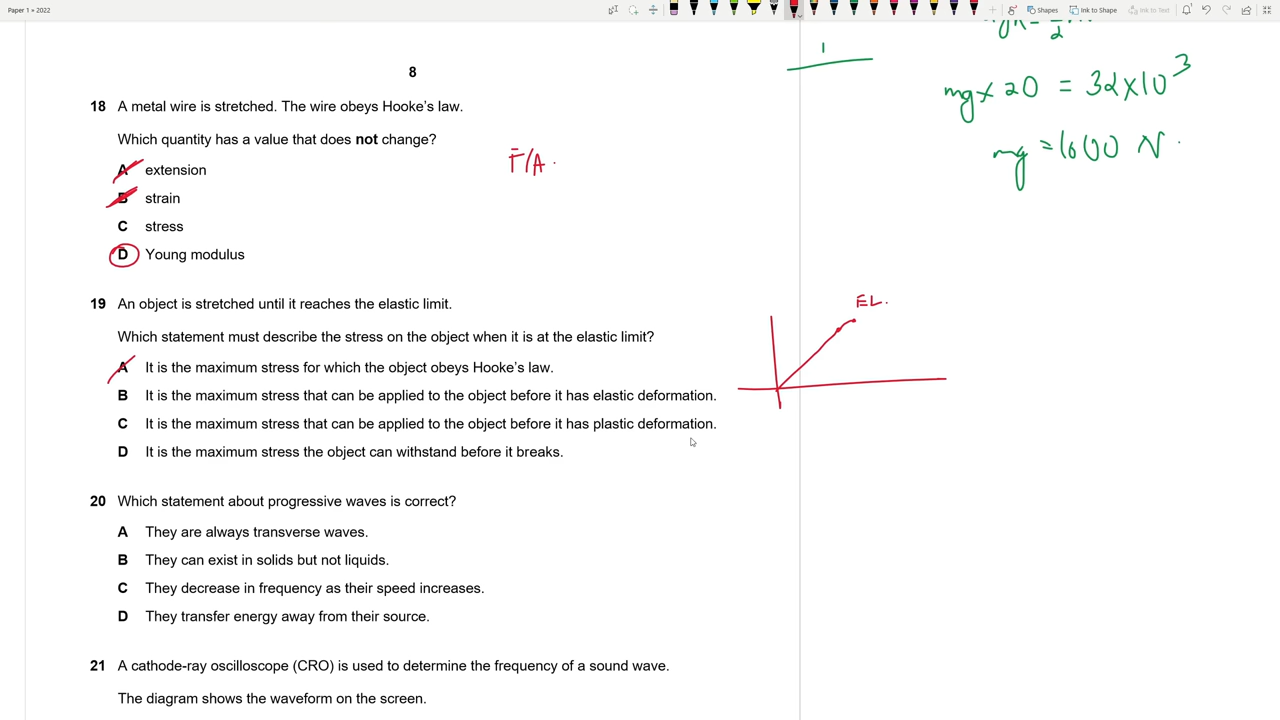 Paper 1 » 2022
Shapes
Ink to Shape
Ink to Text
8
mg × 20 = 32×10³
mg = 1600 N.
18 A metal wire is stretched. The wire obeys Hooke's law.
Which quantity has a value that does not change?
A extension
F/A.
B strain
C stress
D Young modulus
19 An object is stretched until it reaches the elastic limit.
EL.
Which statement must describe the stress on the object when it is at the elastic limit?
A It is the maximum stress for which the object obeys Hooke's law.
B It is the maximum stress that can be applied to the object before it has elastic deformation.
C It is the maximum stress that can be applied to the object before it has plastic deformation.
D It is the maximum stress the object can withstand before it breaks.
20 Which statement about progressive waves is correct?
A They are always transverse waves.
B They can exist in solids but not liquids.
C They decrease in frequency as their speed increases.
D They transfer energy away from their source.
21 A cathode-ray oscilloscope (CRO) is used to determine the frequency of a sound wave.
The diagram shows the waveform on the screen.